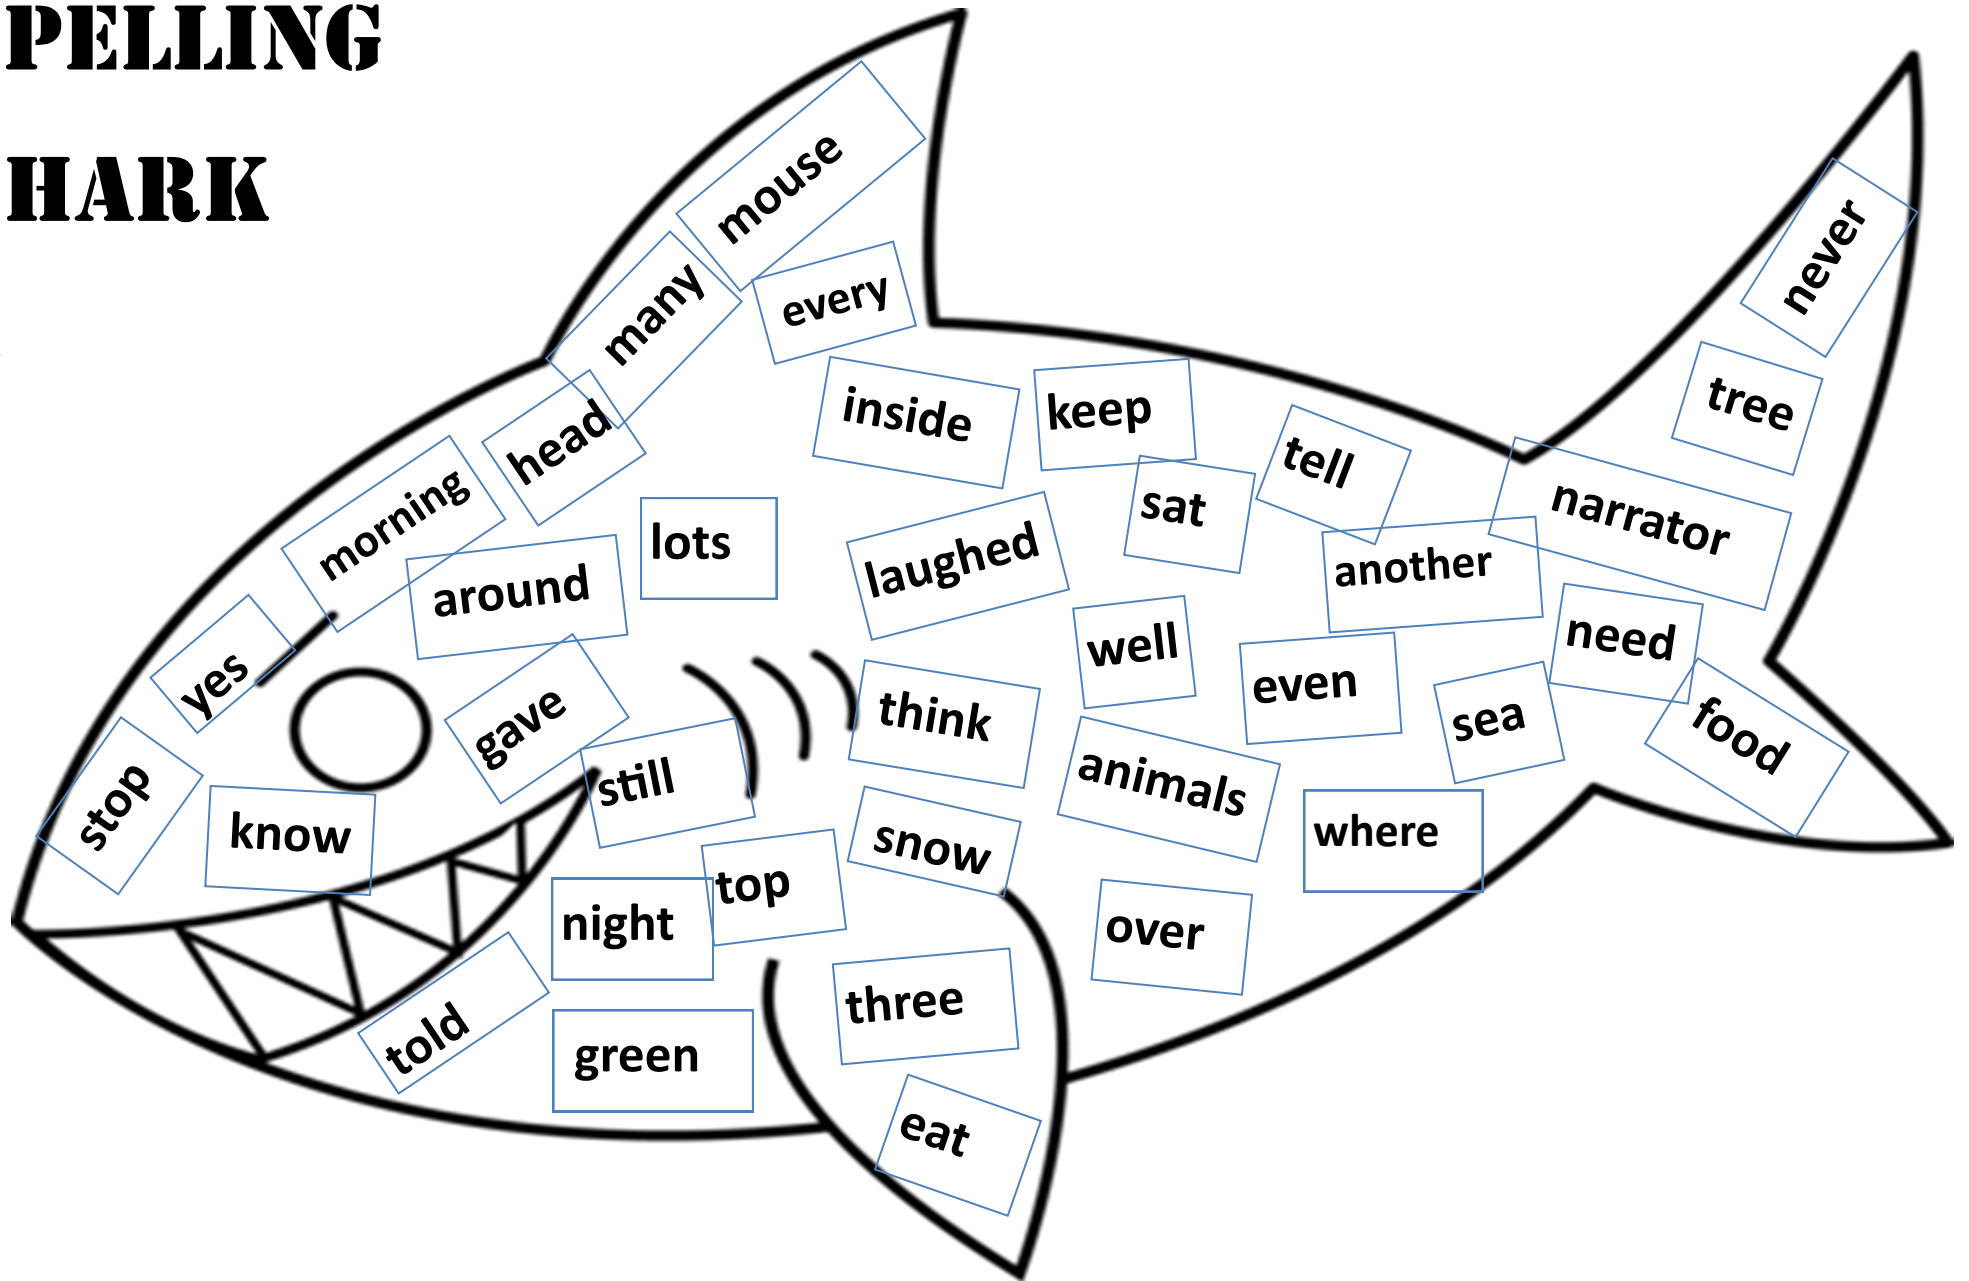 PELLING
HARK
mouse
many
every
never
tree
inside
keep
head
tell
sat
narrator
morning
lots
laughed
another
around
well
need
yes
gave
think
even
sea
food
stop
still
animals
know
snow
where
top
night
over
told
three
green
eat